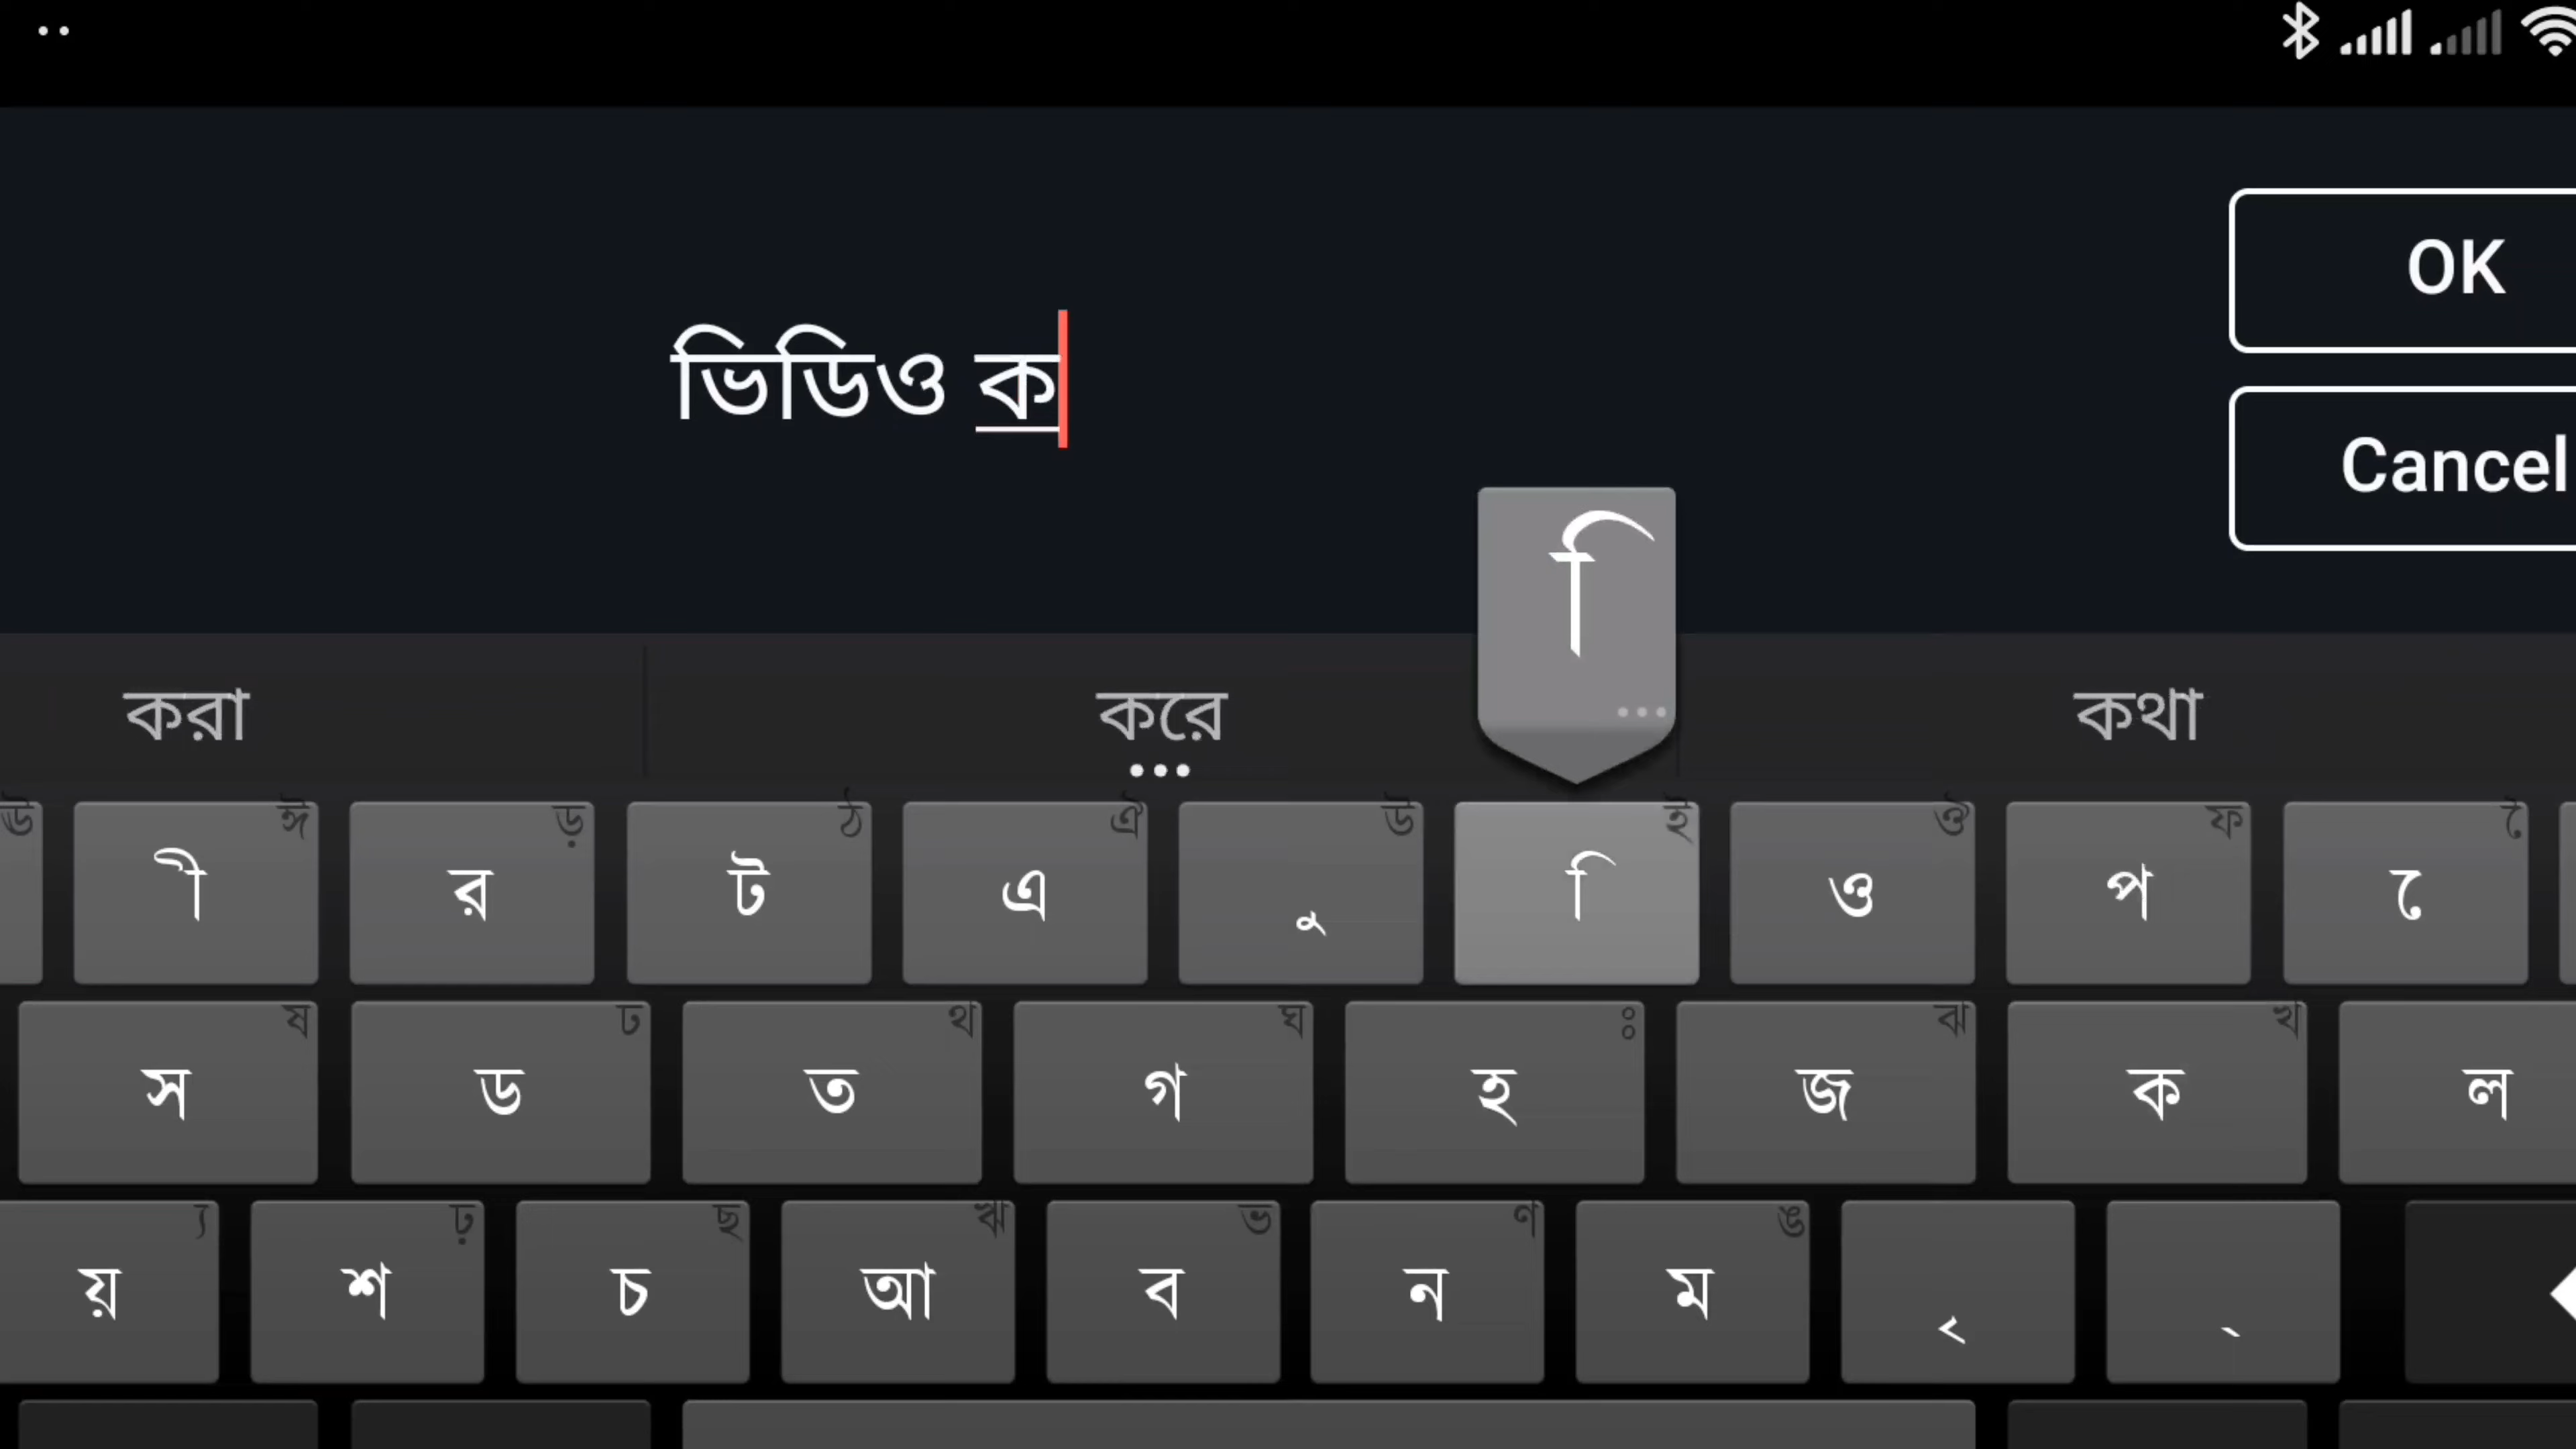 OK
ভিডিও ক
Cancel
ি
করা করে কথা
ঊ ঈ ড় ঠ ঐ উ ই ঔ ফ ৈ
ী র ট এ ু ি ও প ে
ষ ঢ থ ঘ ঃ ঝ খ
স ড ত গ হ জ ক ল
্য ঢ় ছ ঋ ভ ণ ঙ
য় শ চ আ ব ন ম ৃ ্